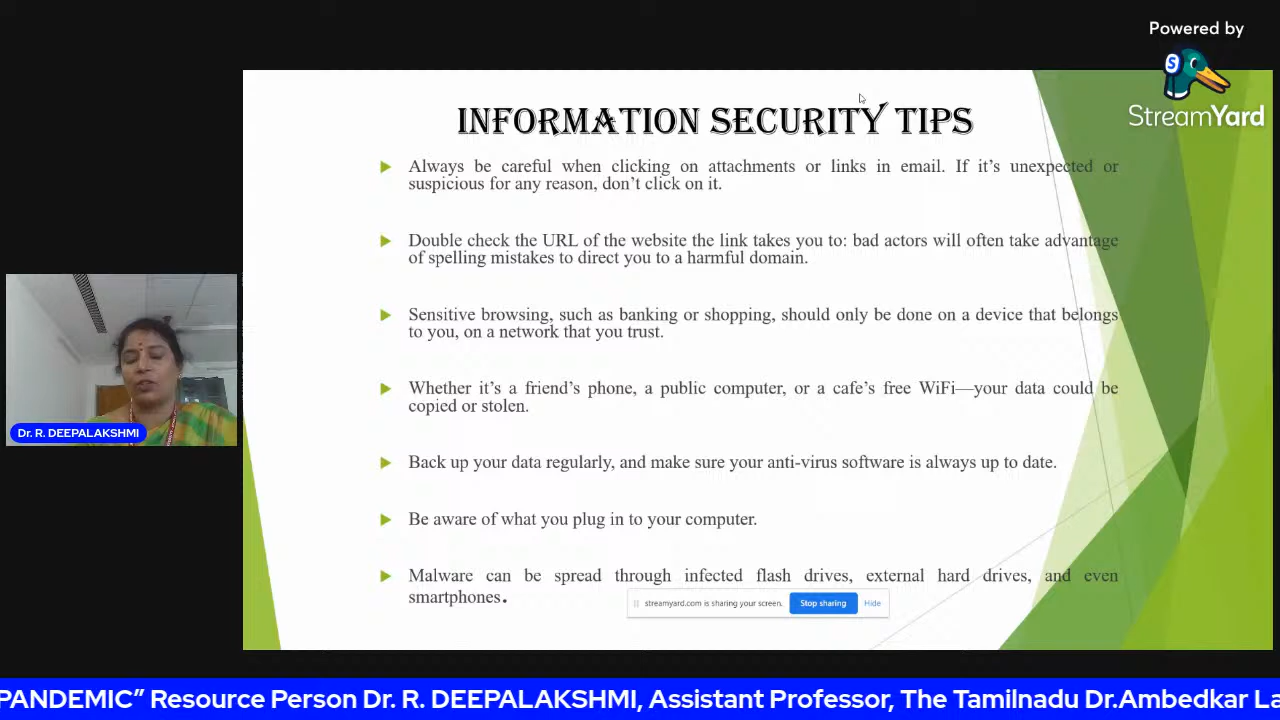 Powered by
StreamYard
INFORMATION SECURITY TIPS
Always be careful when clicking on attachments or links in email. If it’s unexpected or
suspicious for any reason, don’t click on it.
Double check the URL of the website the link takes you to: bad actors will often take advantage
of spelling mistakes to direct you to a harmful domain.
Sensitive browsing, such as banking or shopping, should only be done on a device that belongs
to you, on a network that you trust.
Whether it’s a friend’s phone, a public computer, or a cafe’s free WiFi—your data could be
copied or stolen.
Back up your data regularly, and make sure your anti-virus software is always up to date.
Be aware of what you plug in to your computer.
Malware can be spread through infected flash drives, external hard drives, and even
smartphones.
streamyard.com is sharing your screen. Stop sharing Hide
Dr. R. DEEPALAKSHMI
PANDEMIC” Resource Person Dr. R. DEEPALAKSHMI, Assistant Professor, The Tamilnadu Dr.Ambedkar La